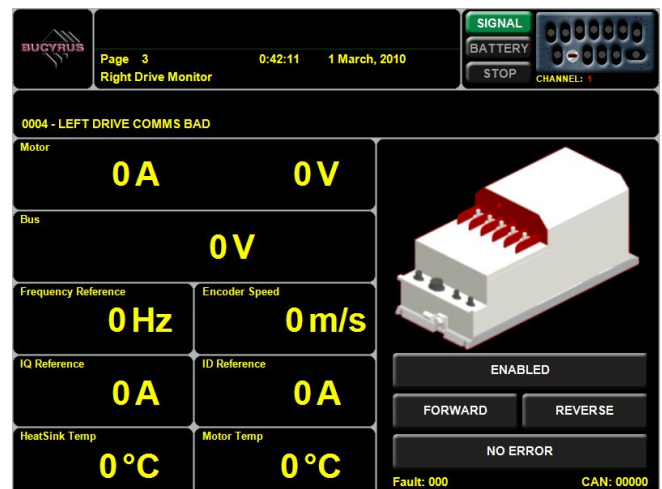 BUCYRUS
Page 3 0:42:11 1 March, 2010
Right Drive Monitor
SIGNAL
BATTERY
STOP
CHANNEL: 1
0004 - LEFT DRIVE COMMS BAD
Motor
0 A 0 V
Bus
0 V
Frequency Reference
0 Hz
Encoder Speed
0 m/s
IQ Reference
0 A
ID Reference
0 A
HeatSink Temp
0 °C
Motor Temp
0 °C
ENABLED
FORWARD REVERSE
NO ERROR
Fault: 000 CAN: 00000